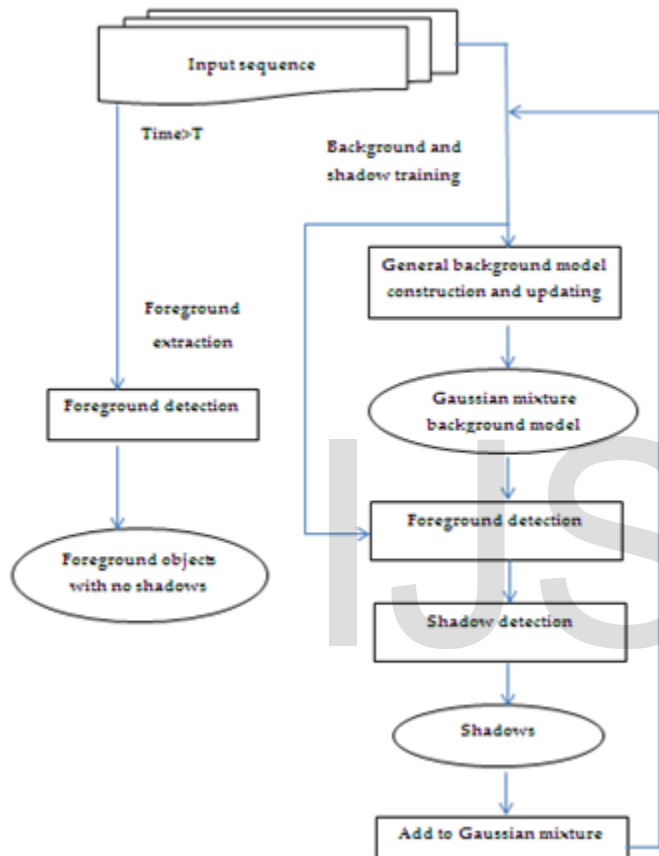 Input sequence
Time>T
Background and
shadow training
General background model
construction and updating
Foreground
extraction
Gaussian mixture
background model
Foreground detection
Foreground detection
Foreground objects
with no shadows
Shadow detection
Shadows
Add to Gaussian mixture
IJS